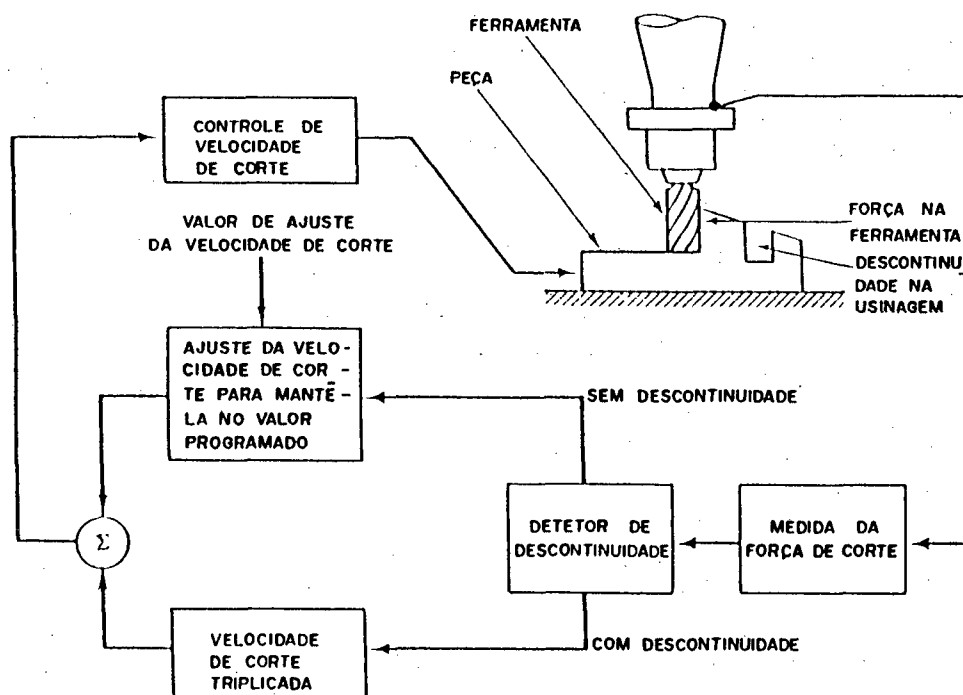 FERRAMENTA
PEÇA
CONTROLE DE
VELOCIDADE
DE CORTE
VALOR DE AJUSTE
DA VELOCIDADE DE CORTE
FORÇA NA
FERRAMENTA
DESCONTINU
DADE NA
USINAGEM
AJUSTE DA VELO-
CIDADE DE COR-
TE PARA MANTÊ-
LA NO VALOR
PROGRAMADO
SEM DESCONTINUIDADE
DETETOR DE
DESCONTINUIDADE
MEDIDA DA
FORÇA DE CORTE
Σ
COM DESCONTINUIDADE
VELOCIDADE
DE CORTE
TRIPLICADA